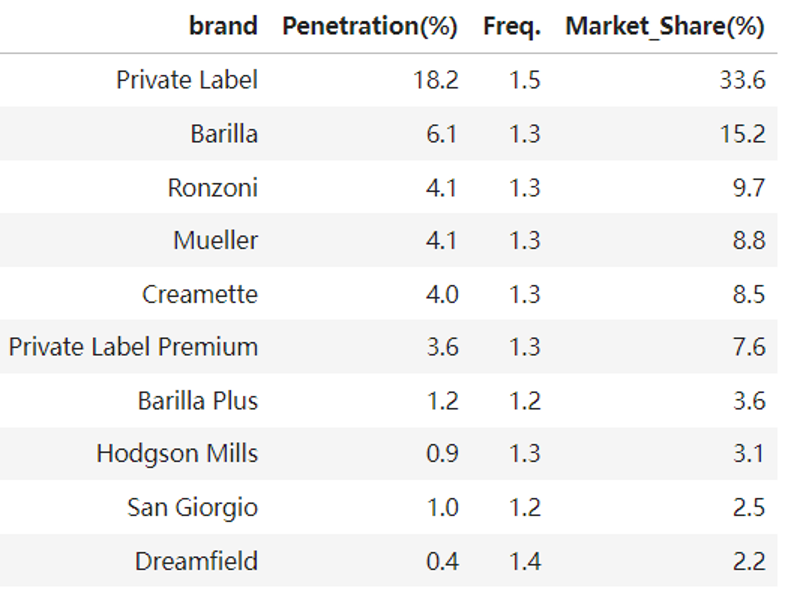 brand Penetration(%) Freq. Market_Share(%)
Private Label 18.2 1.5 33.6
Barilla 6.1 1.3 15.2
Ronzoni 4.1 1.3 9.7
Mueller 4.1 1.3 8.8
Creamette 4.0 1.3 8.5
Private Label Premium 3.6 1.3 7.6
Barilla Plus 1.2 1.2 3.6
Hodgson Mills 0.9 1.3 3.1
San Giorgio 1.0 1.2 2.5
Dreamfield 0.4 1.4 2.2